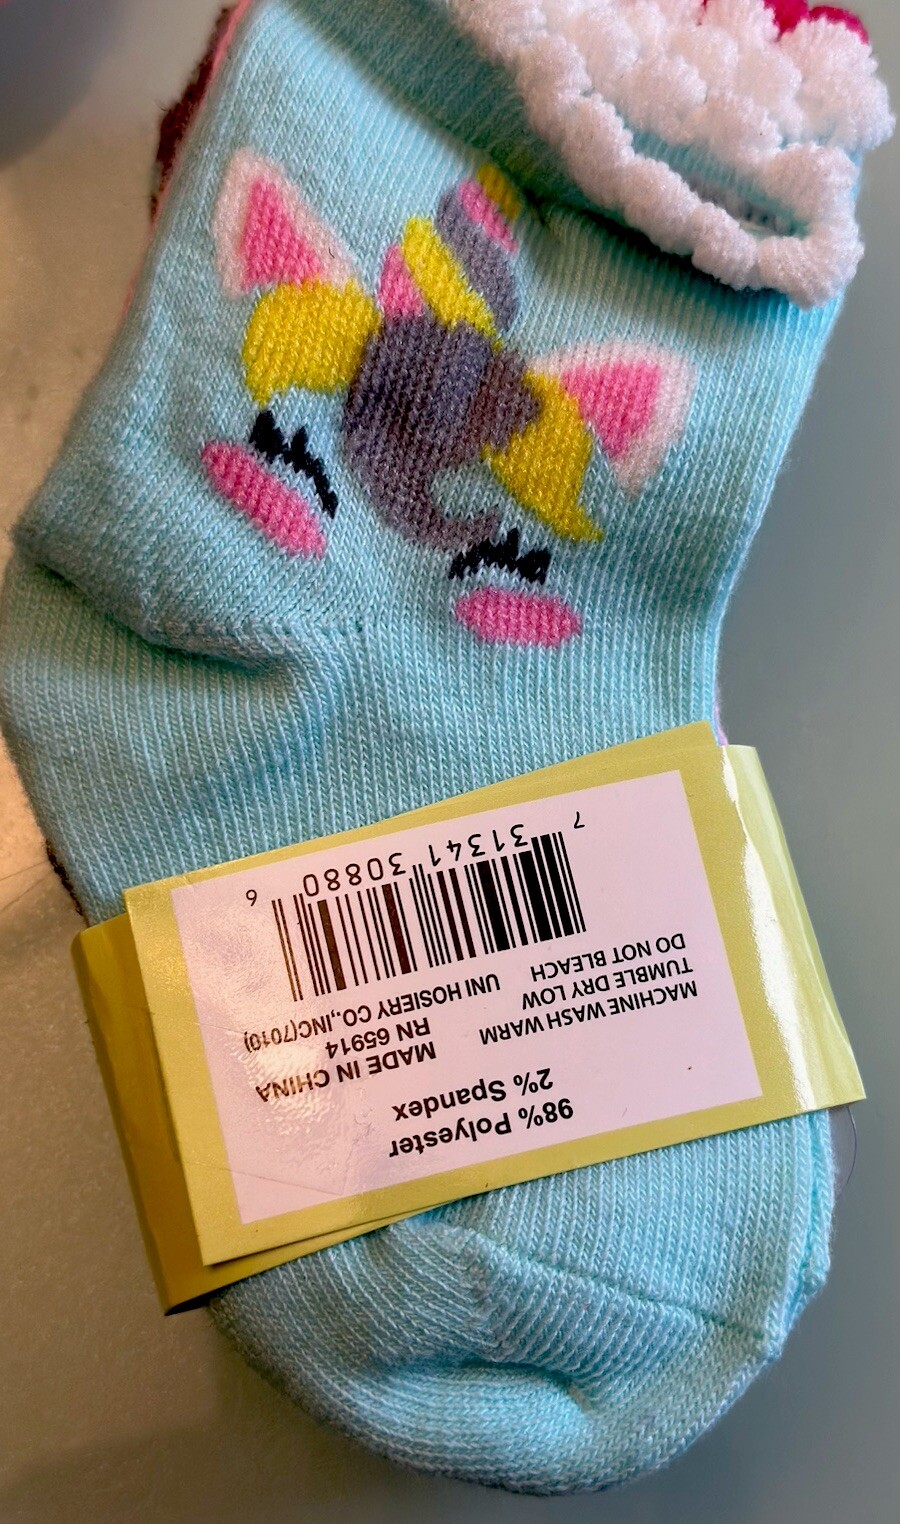 98% Polyester
2% Spandex
MACHINE WASH WARM
TUMBLE DRY LOW
DO NOT BLEACH
MADE IN CHINA
RN 65914
UNI HOSIERY CO.,INC(7010)
7 31341 30880 6